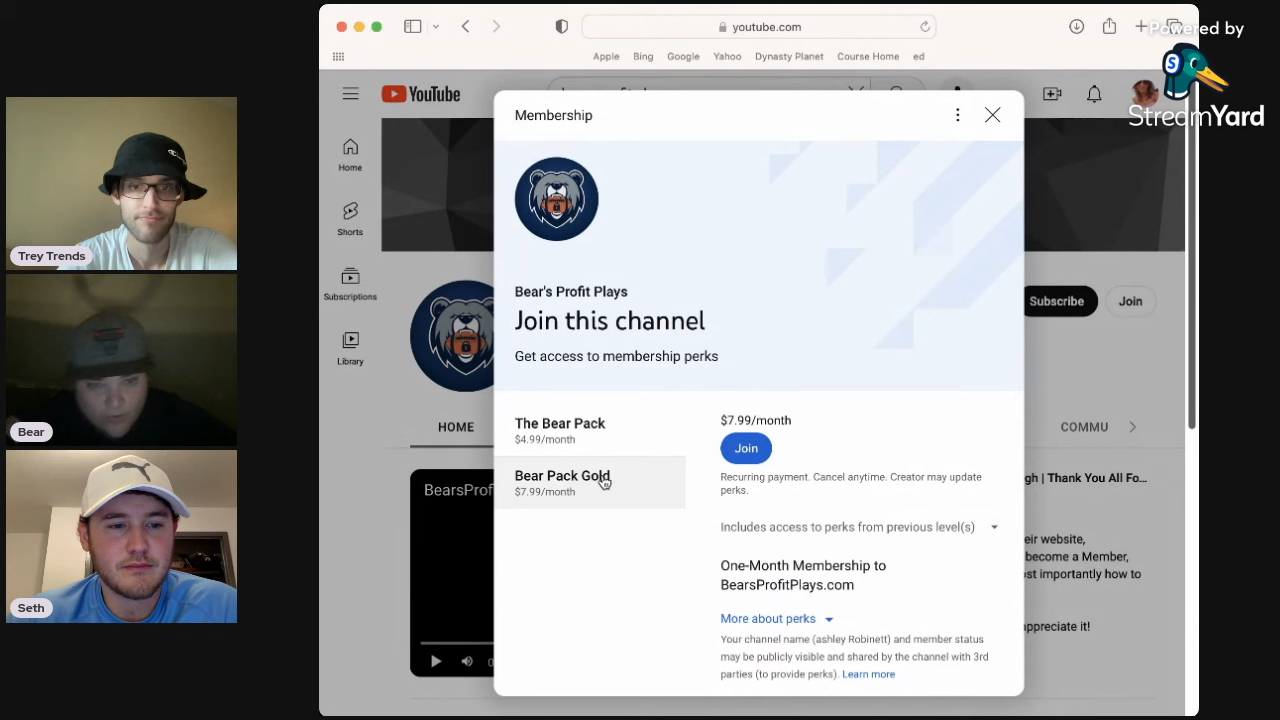 youtube.com
Powered by
StreamYard
Apple Bing Google Yahoo Dynasty Planet Course Home ed
YouTube
Home
Shorts
Subscriptions
Library
Membership
Bear's Profit Plays
Join this channel
Get access to membership perks
The Bear Pack
$4.99/month
Bear Pack Gold
$7.99/month
$7.99/month
Join
Recurring payment. Cancel anytime. Creator may update
perks.
Includes access to perks from previous level(s)
One-Month Membership to
BearsProfitPlays.com
More about perks
Your channel name (ashley Robinett) and member status
may be publicly visible and shared by the channel with 3rd
parties (to provide perks). Learn more
Subscribe Join
HOME
COMMU
BearsProf
gh | Thank You All Fo...
eir website,
become a Member,
st importantly how to
appreciate it!
Trey Trends
Bear
Seth